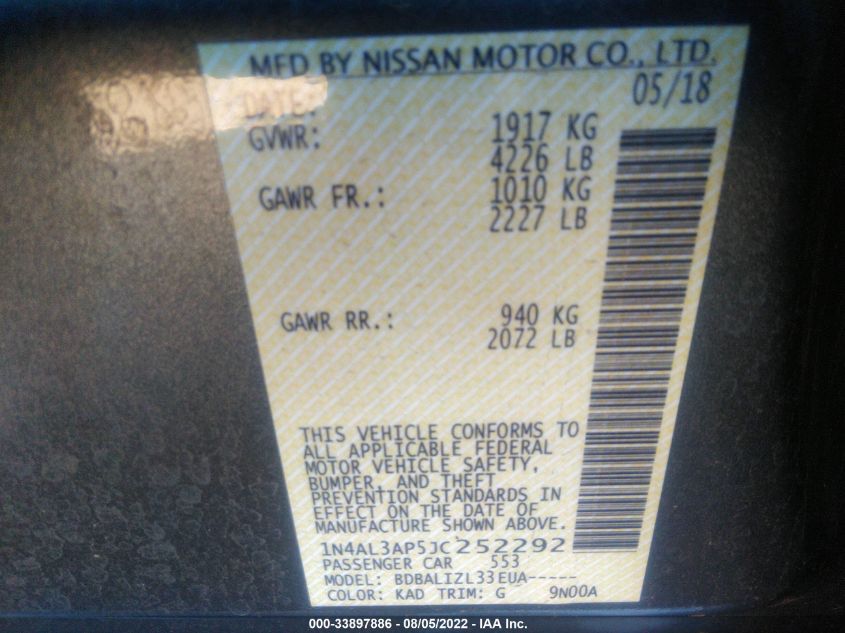 MFD BY NISSAN MOTOR CO., LTD.
DATE: 05/18
GVWR: 1917 KG
4226 LB
GAWR FR.: 1010 KG
2227 LB
GAWR RR.: 940 KG
2072 LB
THIS VEHICLE CONFORMS TO
ALL APPLICABLE FEDERAL
MOTOR VEHICLE SAFETY,
BUMPER, AND THEFT
PREVENTION STANDARDS IN
EFFECT ON THE DATE OF
MANUFACTURE SHOWN ABOVE.
1N4AL3AP5JC252292
PASSENGER CAR 553
MODEL: BDBALIZL33EUA-----
COLOR: KAD TRIM: G 9N00A
000-33897886 - 08/05/2022 - IAA Inc.